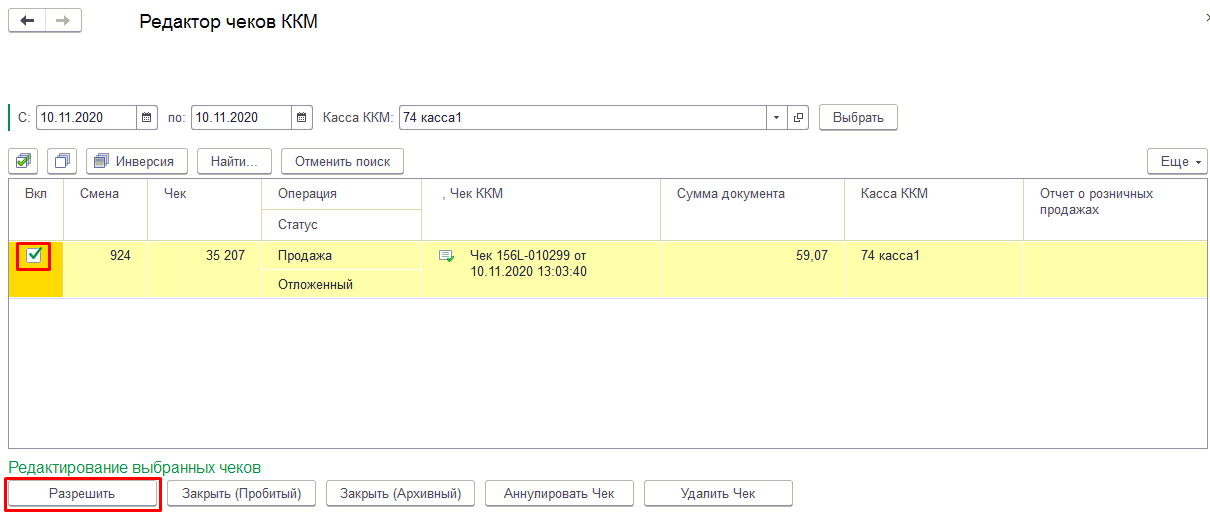 Редактор чеков ККМ
С: 10.11.2020 по: 10.11.2020 Касса ККМ: 74 касса1 Выбрать
Инверсия Найти... Отменить поиск Еще
Вкл Смена Чек Операция , Чек ККМ Сумма документа Касса ККМ Отчет о розничных
продажах
Статус
924 35 207 Продажа Чек 156L-010299 от 59,07 74 касса1
10.11.2020 13:03:40
Отложенный
Редактирование выбранных чеков
Разрешить Закрыть (Пробитый) Закрыть (Архивный) Аннулировать Чек Удалить Чек